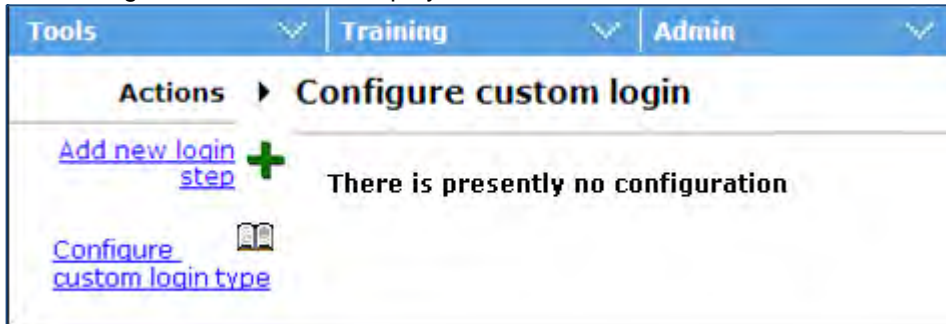 Tools Training Admin
Actions Configure custom login
Add new login
step
There is presently no configuration
Configure
custom login type